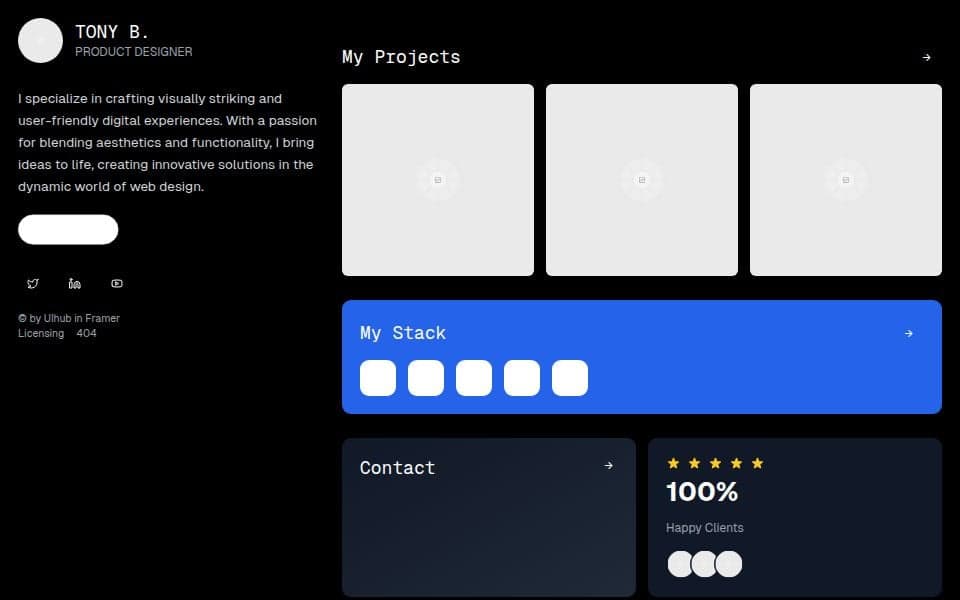 TONY B.
PRODUCT DESIGNER
I specialize in crafting visually striking and
user-friendly digital experiences. With a passion
for blending aesthetics and functionality, I bring
ideas to life, creating innovative solutions in the
dynamic world of web design.
© by UIhub in Framer
Licensing 404
My Projects
My Stack
Contact
100%
Happy Clients